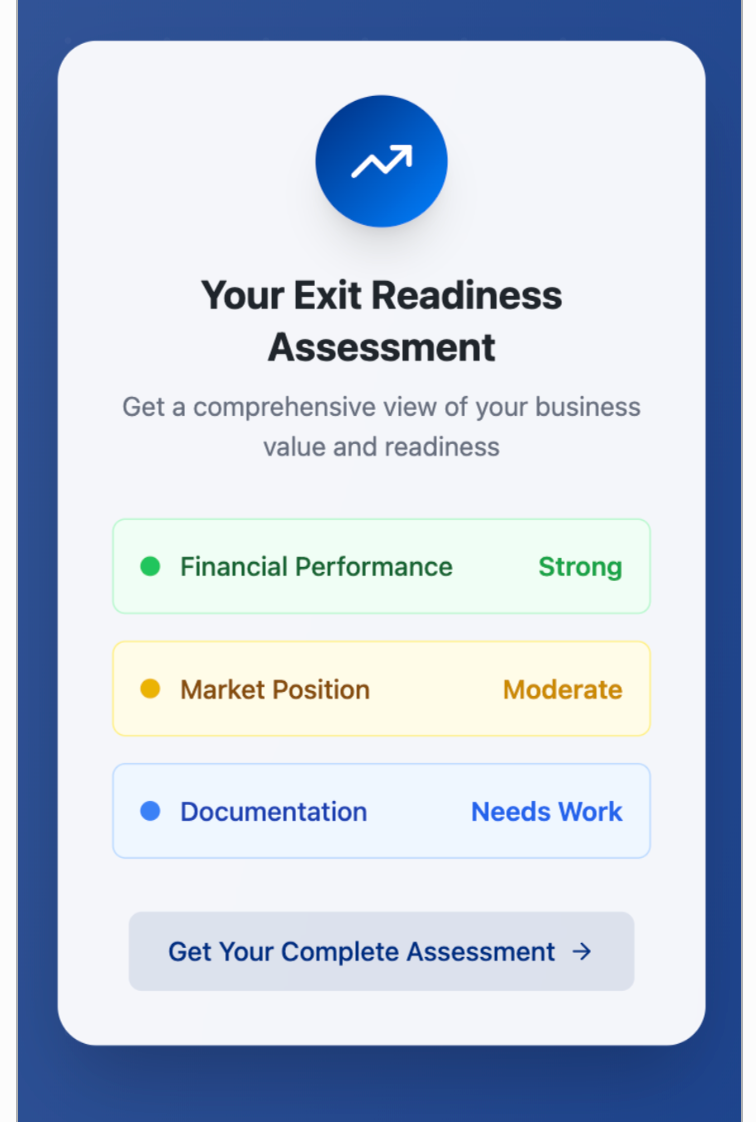 Your Exit Readiness
Assessment
Get a comprehensive view of your business
value and readiness
Financial Performance Strong
Market Position Moderate
Documentation Needs Work
Get Your Complete Assessment →